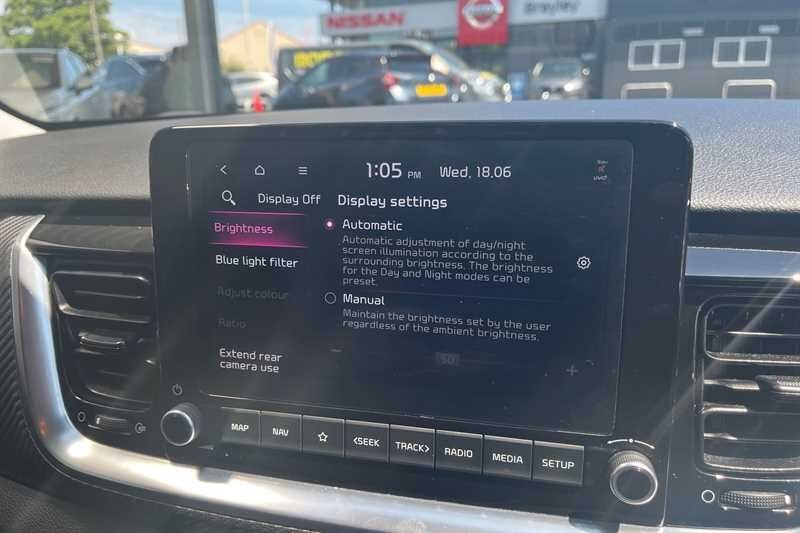 NISSAN
NISSAN
Brayley
1:05 PM Wed, 18.06
Display Off
Display settings
Brightness
Blue light filter
Adjust colour
Ratio
Extend rear
camera use
Automatic
Automatic adjustment of day/night
screen illumination according to the
surrounding brightness. The brightness
for the Day and Night modes can be
preset.
Manual
Maintain the brightness set by the user
regardless of the ambient brightness.
− 50 +
MAP NAV <SEEK TRACK> RADIO MEDIA SETUP